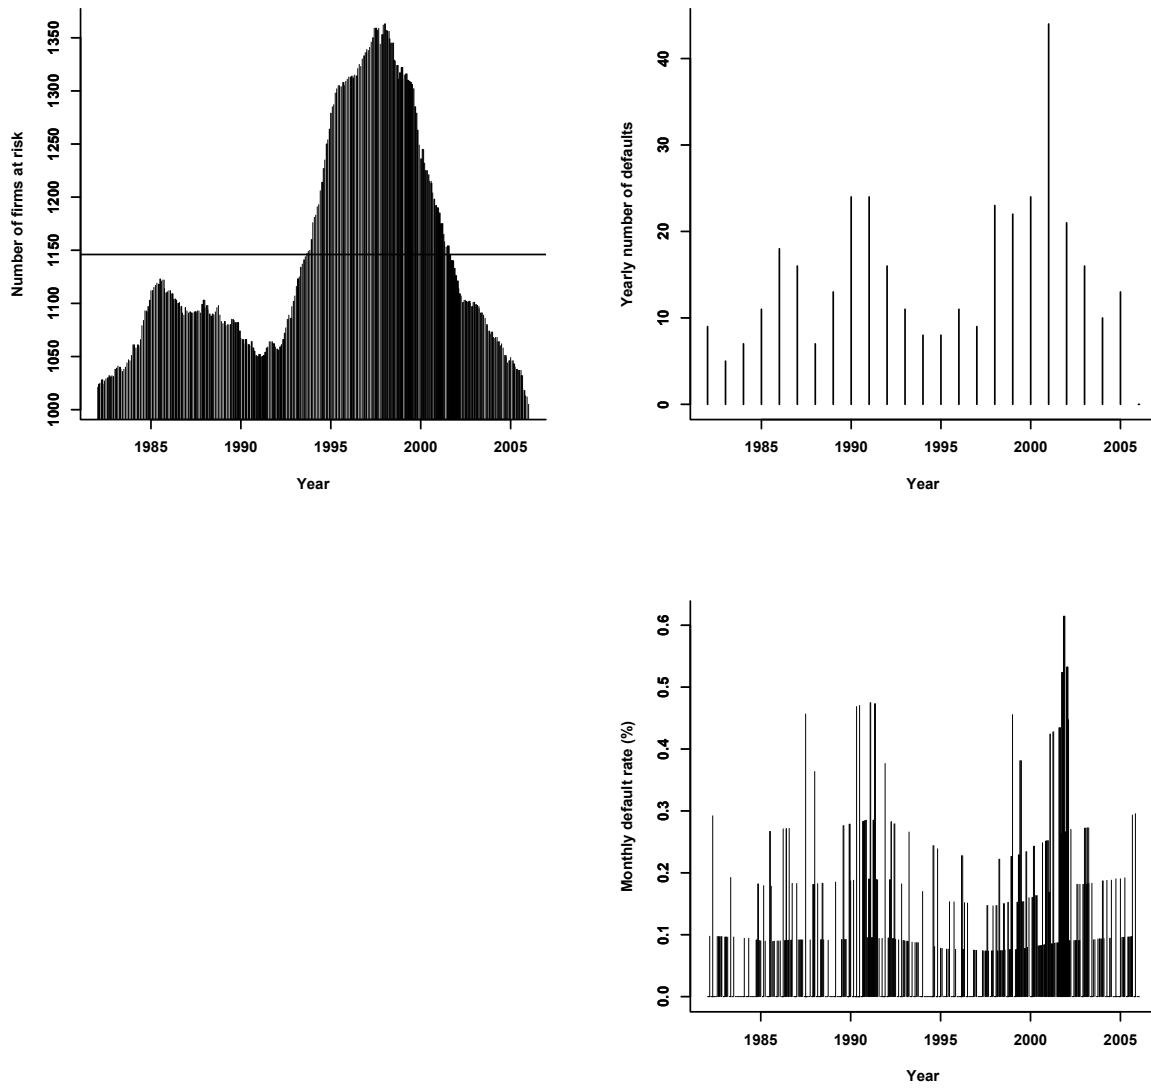 Number of firms at risk
1350
1300
1250
1200
1150
1100
1050
1000
1985 1990 1995 2000 2005
Year
Yearly number of defaults
40
30
20
10
0
1985 1990 1995 2000 2005
Year
Monthly default rate (%)
0.6
0.5
0.4
0.3
0.2
0.1
0.0
1985 1990 1995 2000 2005
Year